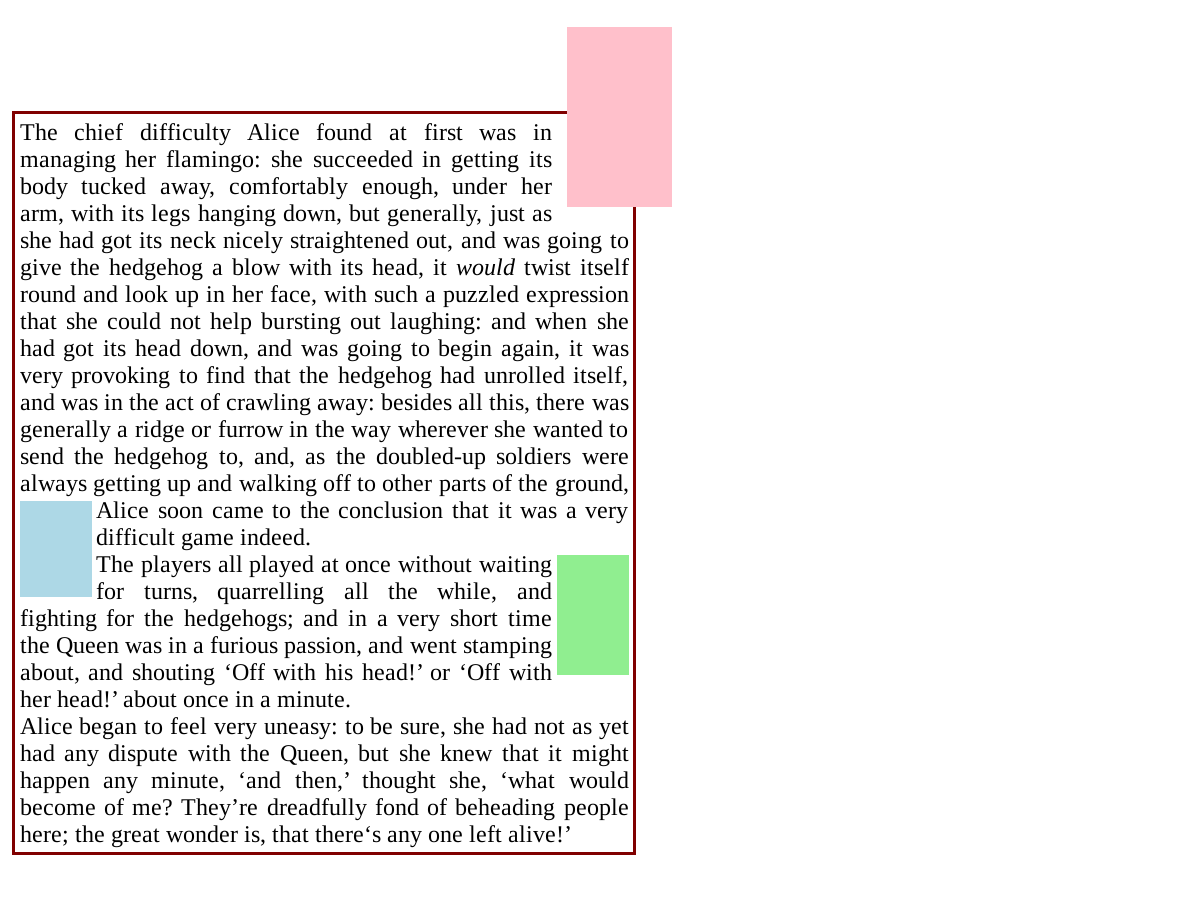 The chief difficulty Alice found at first was in
managing her flamingo: she succeeded in getting its
body tucked away, comfortably enough, under her
arm, with its legs hanging down, but generally, just as
she had got its neck nicely straightened out, and was going to
give the hedgehog a blow with its head, it would twist itself
round and look up in her face, with such a puzzled expression
that she could not help bursting out laughing: and when she
had got its head down, and was going to begin again, it was
very provoking to find that the hedgehog had unrolled itself,
and was in the act of crawling away: besides all this, there was
generally a ridge or furrow in the way wherever she wanted to
send the hedgehog to, and, as the doubled-up soldiers were
always getting up and walking off to other parts of the ground,
Alice soon came to the conclusion that it was a very
difficult game indeed.
The players all played at once without waiting
for turns, quarrelling all the while, and
fighting for the hedgehogs; and in a very short time
the Queen was in a furious passion, and went stamping
about, and shouting ‘Off with his head!’ or ‘Off with
her head!’ about once in a minute.
Alice began to feel very uneasy: to be sure, she had not as yet
had any dispute with the Queen, but she knew that it might
happen any minute, ‘and then,’ thought she, ‘what would
become of me? They’re dreadfully fond of beheading people
here; the great wonder is, that there‘s any one left alive!’